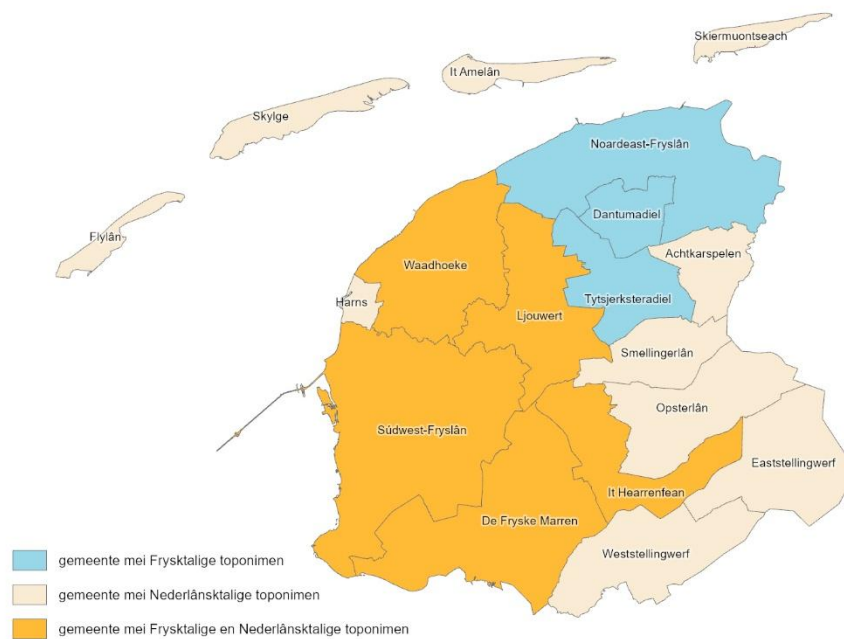 Skiermuontseach
It Amelân
Skylge
Noardeast-Fryslân
Dantumadiel
Flylân
Achtkarspelen
Waadhoeke
Tytsjerksteradiel
Harns
Ljouwert
Smellingerlân
Opsterlân
Súdwest-Fryslân
Eaststellingwerf
It Hearrenfean
De Fryske Marren
Weststellingwerf
gemeente mei Frysktalige toponimen
gemeente mei Nederlânsktalige toponimen
gemeente mei Frysktalige en Nederlânsktalige toponimen